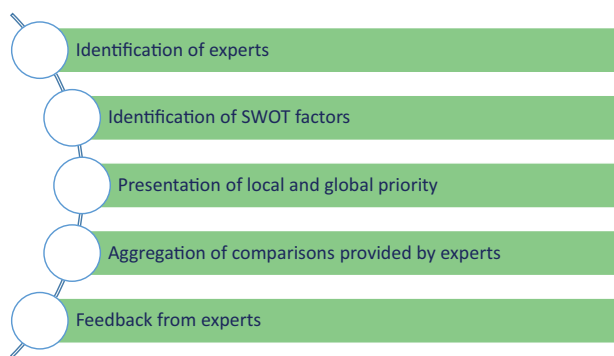 Identification of experts
Identification of SWOT factors
Presentation of local and global priority
Aggregation of comparisons provided by experts
Feedback from experts